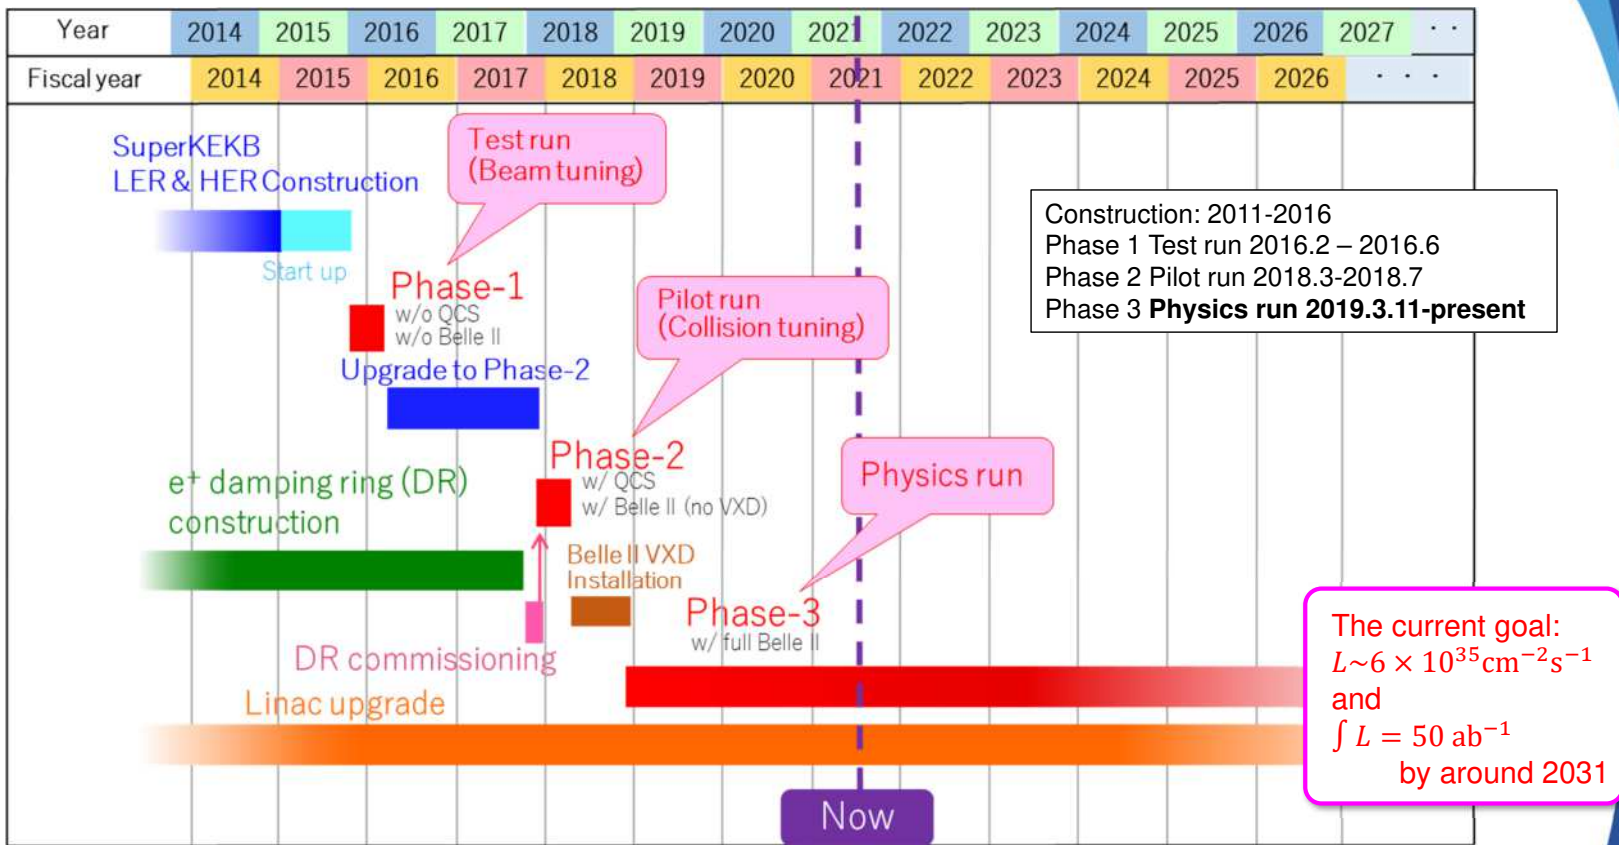 Year 2014 2015 2016 2017 2018 2019 2020 2021 2022 2023 2024 2025 2026 2027 · ·
Fiscal year 2014 2015 2016 2017 2018 2019 2020 2021 2022 2023 2024 2025 2026 · · ·
SuperKEKB
LER & HER Construction
Start up
Test run
(Beam tuning)
Phase-1
w/o QCS
w/o Belle II
Upgrade to Phase-2
Pilot run
(Collision tuning)
Construction: 2011-2016
Phase 1 Test run 2016.2 – 2016.6
Phase 2 Pilot run 2018.3-2018.7
Phase 3 Physics run 2019.3.11-present
Phase-2
w/ QCS
w/ Belle II (no VXD)
e⁺ damping ring (DR)
construction
Physics run
Belle II VXD
Installation
Phase-3
w/ full Belle II
DR commissioning
Linac upgrade
The current goal:
L~6 × 10³⁵cm⁻²s⁻¹
and
∫ L = 50 ab⁻¹
by around 2031
Now